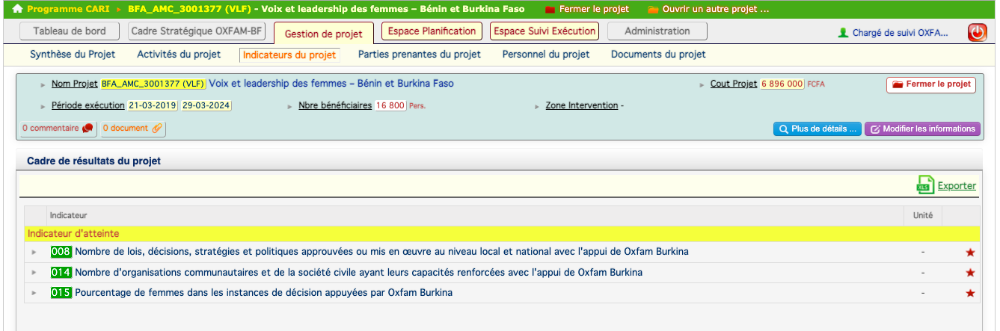 Programme CARI ▸ BFA_AMC_3001377 (VLF) - Voix et leadership des femmes – Bénin et Burkina Faso Fermer le projet Ouvrir un autre projet ...
Tableau de bord Cadre Stratégique OXFAM-BF Gestion de projet Espace Planification Espace Suivi Exécution Administration Chargé de suivi OXFA...
Synthèse du Projet Activités du projet Indicateurs du projet Parties prenantes du projet Personnel du projet Documents du projet
Nom Projet BFA_AMC_3001377 (VLF) Voix et leadership des femmes – Bénin et Burkina Faso Cout Projet 6 896 000 FCFA Fermer le projet
Période exécution 21-03-2019 29-03-2024 Nbre bénéficiaires 16 800 Pers. Zone Intervention -
0 commentaire 0 document Plus de détails ... Modifier les informations
Cadre de résultats du projet
XLS Exporter
Indicateur Unité
Indicateur d'atteinte
008 Nombre de lois, décisions, stratégies et politiques approuvées ou mis en œuvre au niveau local et national avec l'appui de Oxfam Burkina -
014 Nombre d'organisations communautaires et de la société civile ayant leurs capacités renforcées avec l'appui de Oxfam Burkina -
015 Pourcentage de femmes dans les instances de décision appuyées par Oxfam Burkina -